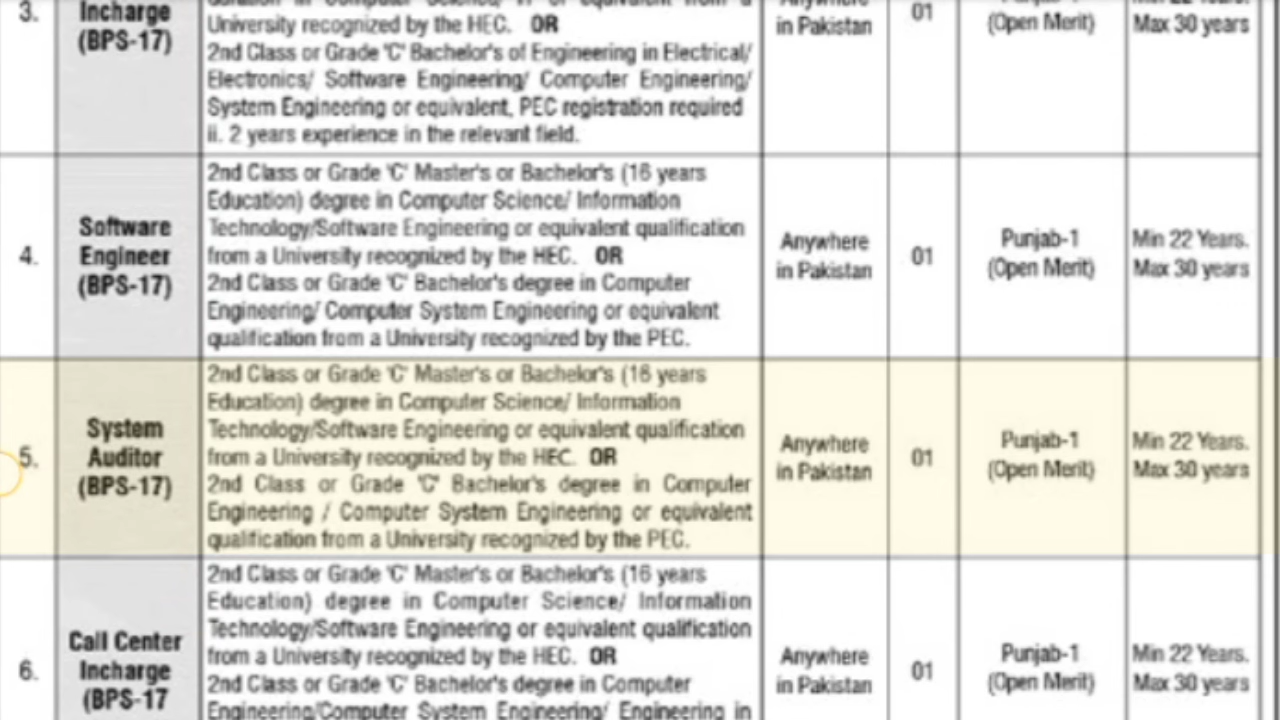 3.
Incharge
(BPS-17)
University recognized by the HEC. OR
2nd Class or Grade 'C' Bachelor's of Engineering in Electrical/
Electronics/ Software Engineering/ Computer Engineering/
System Engineering or equivalent, PEC registration required
ii. 2 years experience in the relevant field.
Anywhere
in Pakistan
01
Punjab-1
(Open Merit)
Min 22 Years.
Max 30 years
4.
Software
Engineer
(BPS-17)
2nd Class or Grade 'C' Master's or Bachelor's (16 years
Education) degree in Computer Science/ Information
Technology/Software Engineering or equivalent qualification
from a University recognized by the HEC. OR
2nd Class or Grade 'C' Bachelor's degree in Computer
Engineering/ Computer System Engineering or equivalent
qualification from a University recognized by the PEC.
Anywhere
in Pakistan
01
Punjab-1
(Open Merit)
Min 22 Years.
Max 30 years
5.
System
Auditor
(BPS-17)
2nd Class or Grade 'C' Master's or Bachelor's (16 years
Education) degree in Computer Science/ Information
Technology/Software Engineering or equivalent qualification
from a University recognized by the HEC. OR
2nd Class or Grade 'C' Bachelor's degree in Computer
Engineering / Computer System Engineering or equivalent
qualification from a University recognized by the PEC.
Anywhere
in Pakistan
01
Punjab-1
(Open Merit)
Min 22 Years.
Max 30 years
6.
Call Center
Incharge
(BPS-17
2nd Class or Grade 'C' Master's or Bachelor's (16 years
Education) degree in Computer Science/ Information
Technology/Software Engineering or equivalent qualification
from a University recognized by the HEC. OR
2nd Class or Grade 'C' Bachelor's degree in Computer
Engineering/Computer System Engineering/ Engineering in
Anywhere
in Pakistan
01
Punjab-1
(Open Merit)
Min 22 Years.
Max 30 years